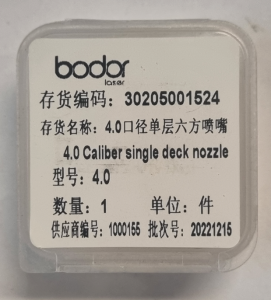 bodor
laser
存货编码：30205001524
存货名称：4.0口径单层六方喷嘴
4.0 Caliber single deck nozzle
型号：4.0
数量：1 单位：件
供应商编号：1000155 批次号：20221215